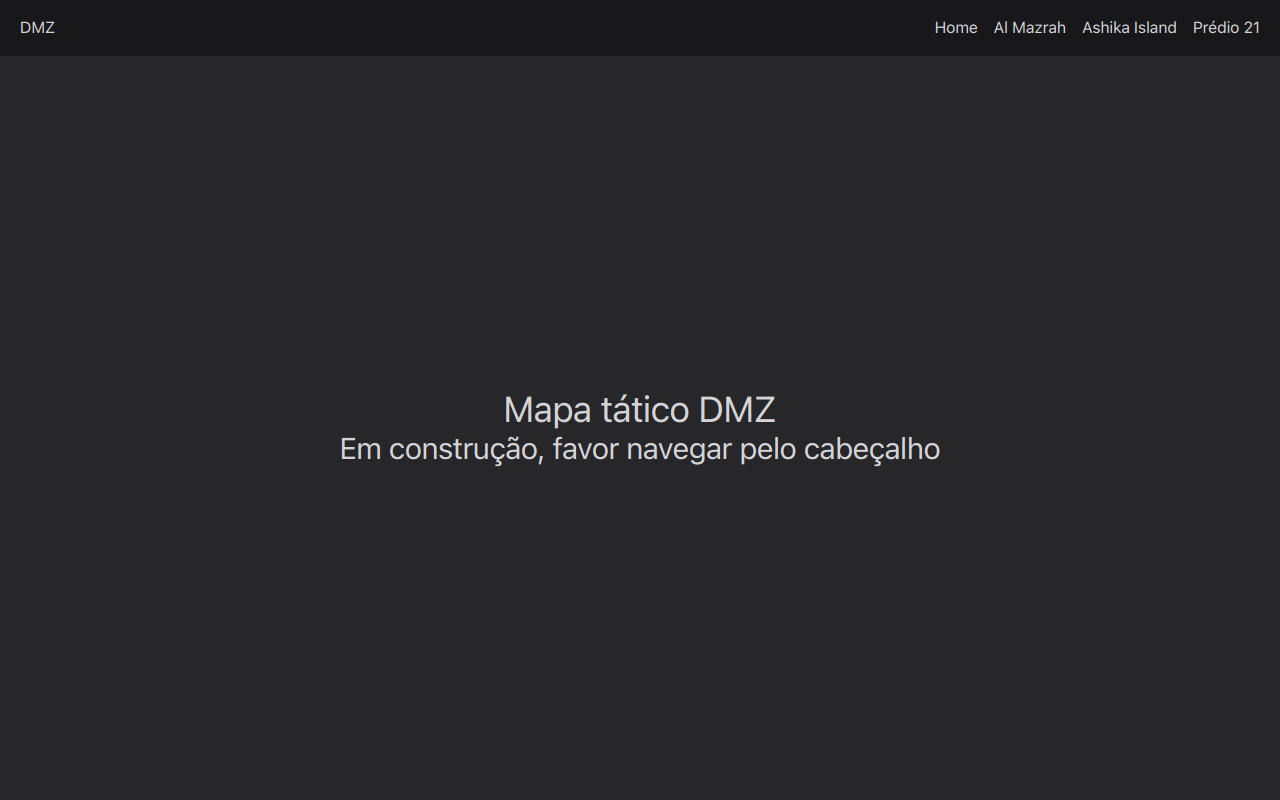 DMZ
Home Al Mazrah Ashika Island Prédio 21
Mapa tático DMZ
Em construção, favor navegar pelo cabeçalho